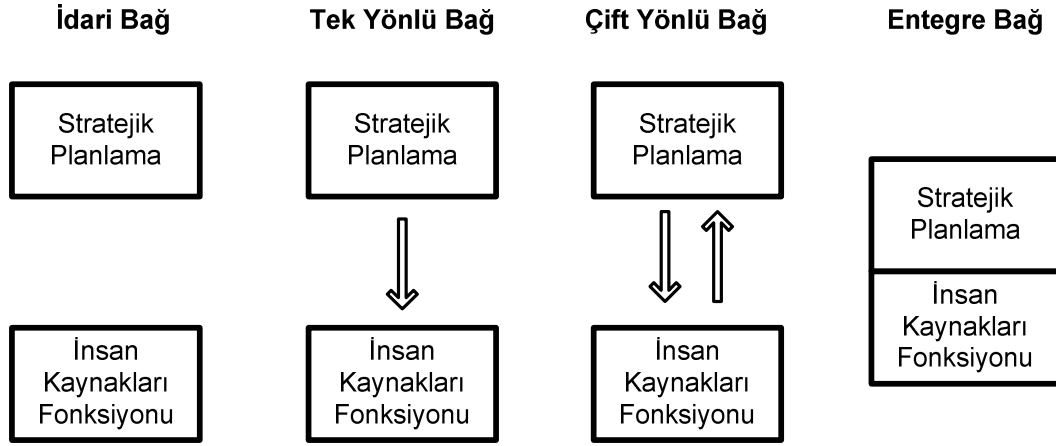 İdari Bağ
Tek Yönlü Bağ
Çift Yönlü Bağ
Entegre Bağ
Stratejik
Planlama
Stratejik
Planlama
Stratejik
Planlama
Stratejik
Planlama
İnsan
Kaynakları
Fonksiyonu
İnsan
Kaynakları
Fonksiyonu
İnsan
Kaynakları
Fonksiyonu
İnsan
Kaynakları
Fonksiyonu